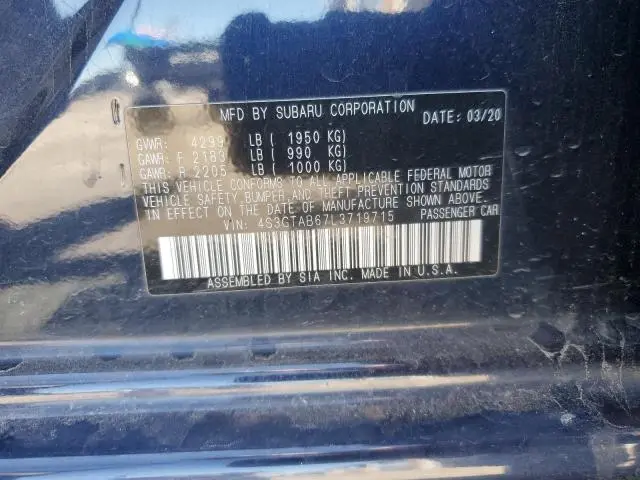 MFD BY SUBARU CORPORATION DATE: 03/20
GVWR: 4299 LB ( 1950 KG)
GAWR: F 2183 LB ( 990 KG)
GAWR: R 2205 LB ( 1000 KG)
THIS VEHICLE CONFORMS TO ALL APPLICABLE FEDERAL MOTOR
VEHICLE SAFETY, BUMPER, AND THEFT PREVENTION STANDARDS
IN EFFECT ON THE DATE OF MANUFACTURE SHOWN ABOVE.
VIN: 4S3GTAB67L3719715 PASSENGER CAR
ASSEMBLED BY SIA INC. MADE IN U.S.A.